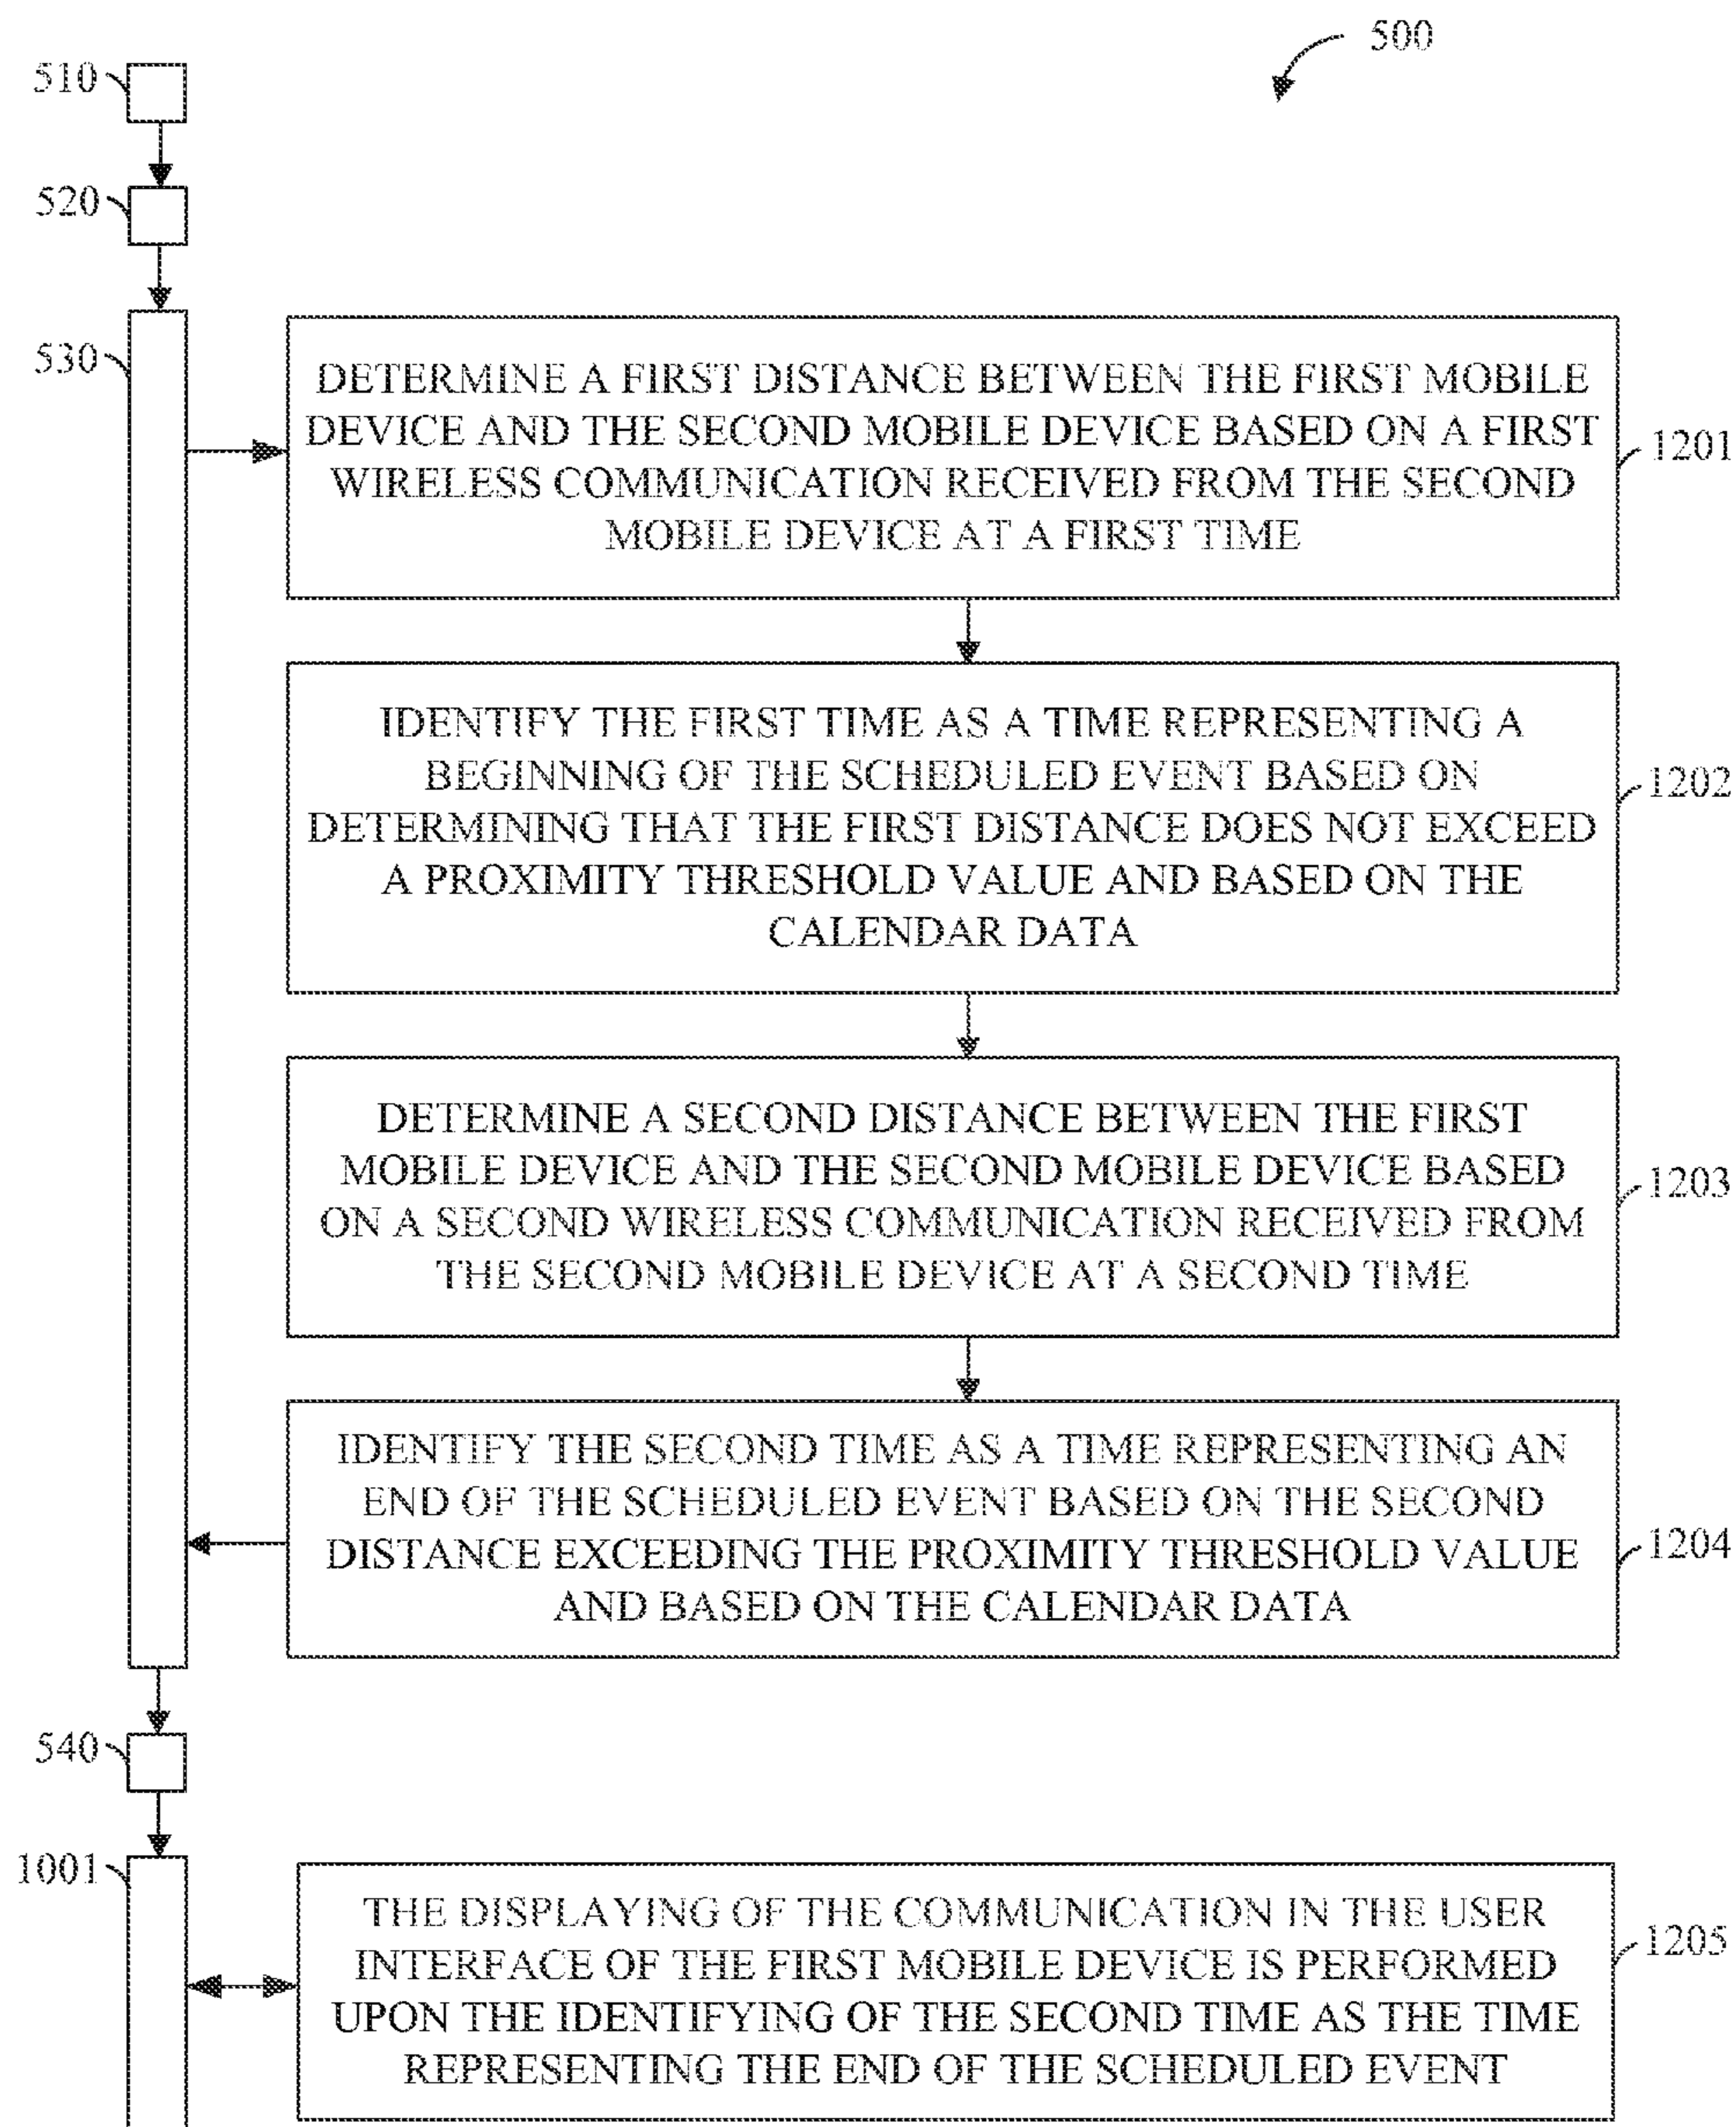 500
510
520
530
DETERMINE A FIRST DISTANCE BETWEEN THE FIRST MOBILE
DEVICE AND THE SECOND MOBILE DEVICE BASED ON A FIRST
WIRELESS COMMUNICATION RECEIVED FROM THE SECOND
MOBILE DEVICE AT A FIRST TIME
1201
IDENTIFY THE FIRST TIME AS A TIME REPRESENTING A
BEGINNING OF THE SCHEDULED EVENT BASED ON
DETERMINING THAT THE FIRST DISTANCE DOES NOT EXCEED
A PROXIMITY THRESHOLD VALUE AND BASED ON THE
CALENDAR DATA
1202
DETERMINE A SECOND DISTANCE BETWEEN THE FIRST
MOBILE DEVICE AND THE SECOND MOBILE DEVICE BASED
ON A SECOND WIRELESS COMMUNICATION RECEIVED FROM
THE SECOND MOBILE DEVICE AT A SECOND TIME
1203
IDENTIFY THE SECOND TIME AS A TIME REPRESENTING AN
END OF THE SCHEDULED EVENT BASED ON THE SECOND
DISTANCE EXCEEDING THE PROXIMITY THRESHOLD VALUE
AND BASED ON THE CALENDAR DATA
1204
540
1001
THE DISPLAYING OF THE COMMUNICATION IN THE USER
INTERFACE OF THE FIRST MOBILE DEVICE IS PERFORMED
UPON THE IDENTIFYING OF THE SECOND TIME AS THE TIME
REPRESENTING THE END OF THE SCHEDULED EVENT
1205